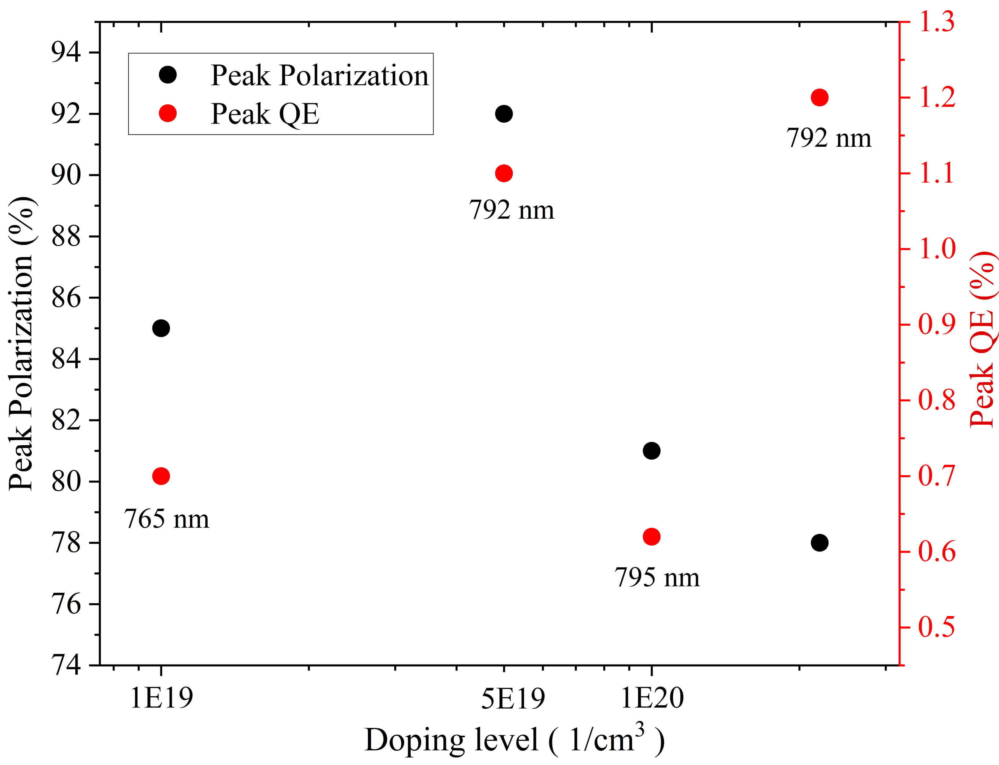 Peak Polarization (%)
94
92
90
88
86
84
82
80
78
76
74
Peak Polarization
Peak QE
792 nm
792 nm
765 nm
795 nm
1.3
1.2
1.1
1.0
0.9
0.8
0.7
0.6
0.5
Peak QE (%)
1E19
5E19
1E20
Doping level ( 1/cm³ )